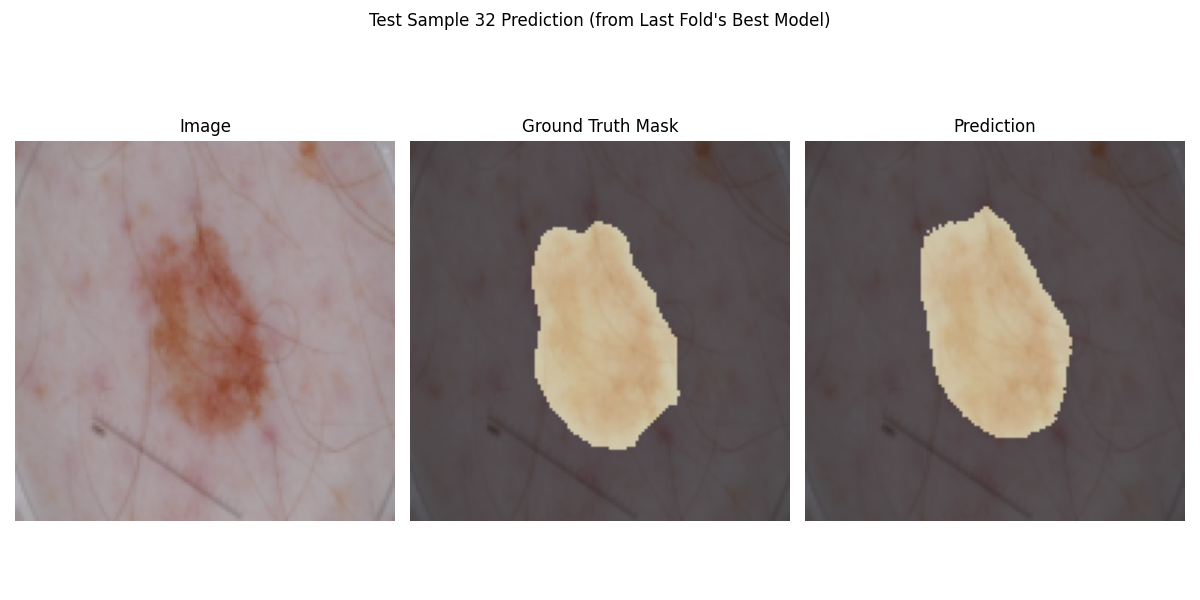 Test Sample 32 Prediction (from Last Fold's Best Model)
Image
Ground Truth Mask
Prediction